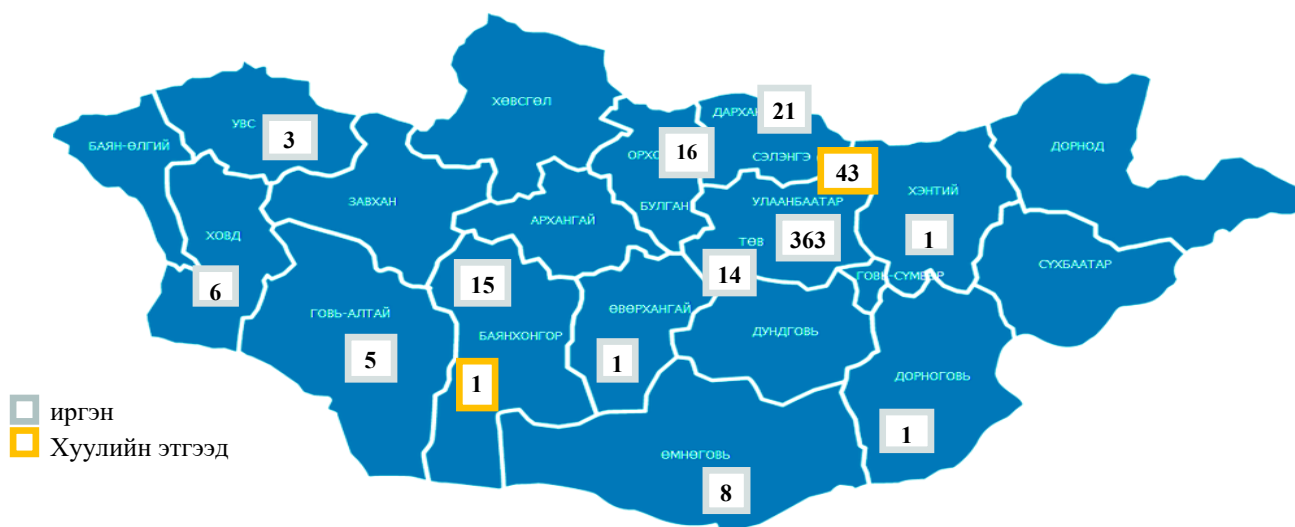 ХӨВСГӨЛ
ДАРХАН
21
УВС
3
БАЯН-ӨЛГИЙ
ОРХО
16
СЭЛЭНГЭ
43
ДОРНОД
ХЭНТИЙ
1
ЗАВХАН
БУЛГАН
УЛААНБААТАР
АРХАНГАЙ
ХОВД
ТӨВ
363
6
15
14
ГОВЬ-СҮМБЭР
СҮХБААТАР
ГОВЬ-АЛТАЙ
5
БАЯНХОНГОР
1
ӨВӨРХАНГАЙ
1
ДУНДГОВЬ
ДОРНОГОВЬ
1
ӨМНӨГОВЬ
8
иргэн
Хуулийн этгээд